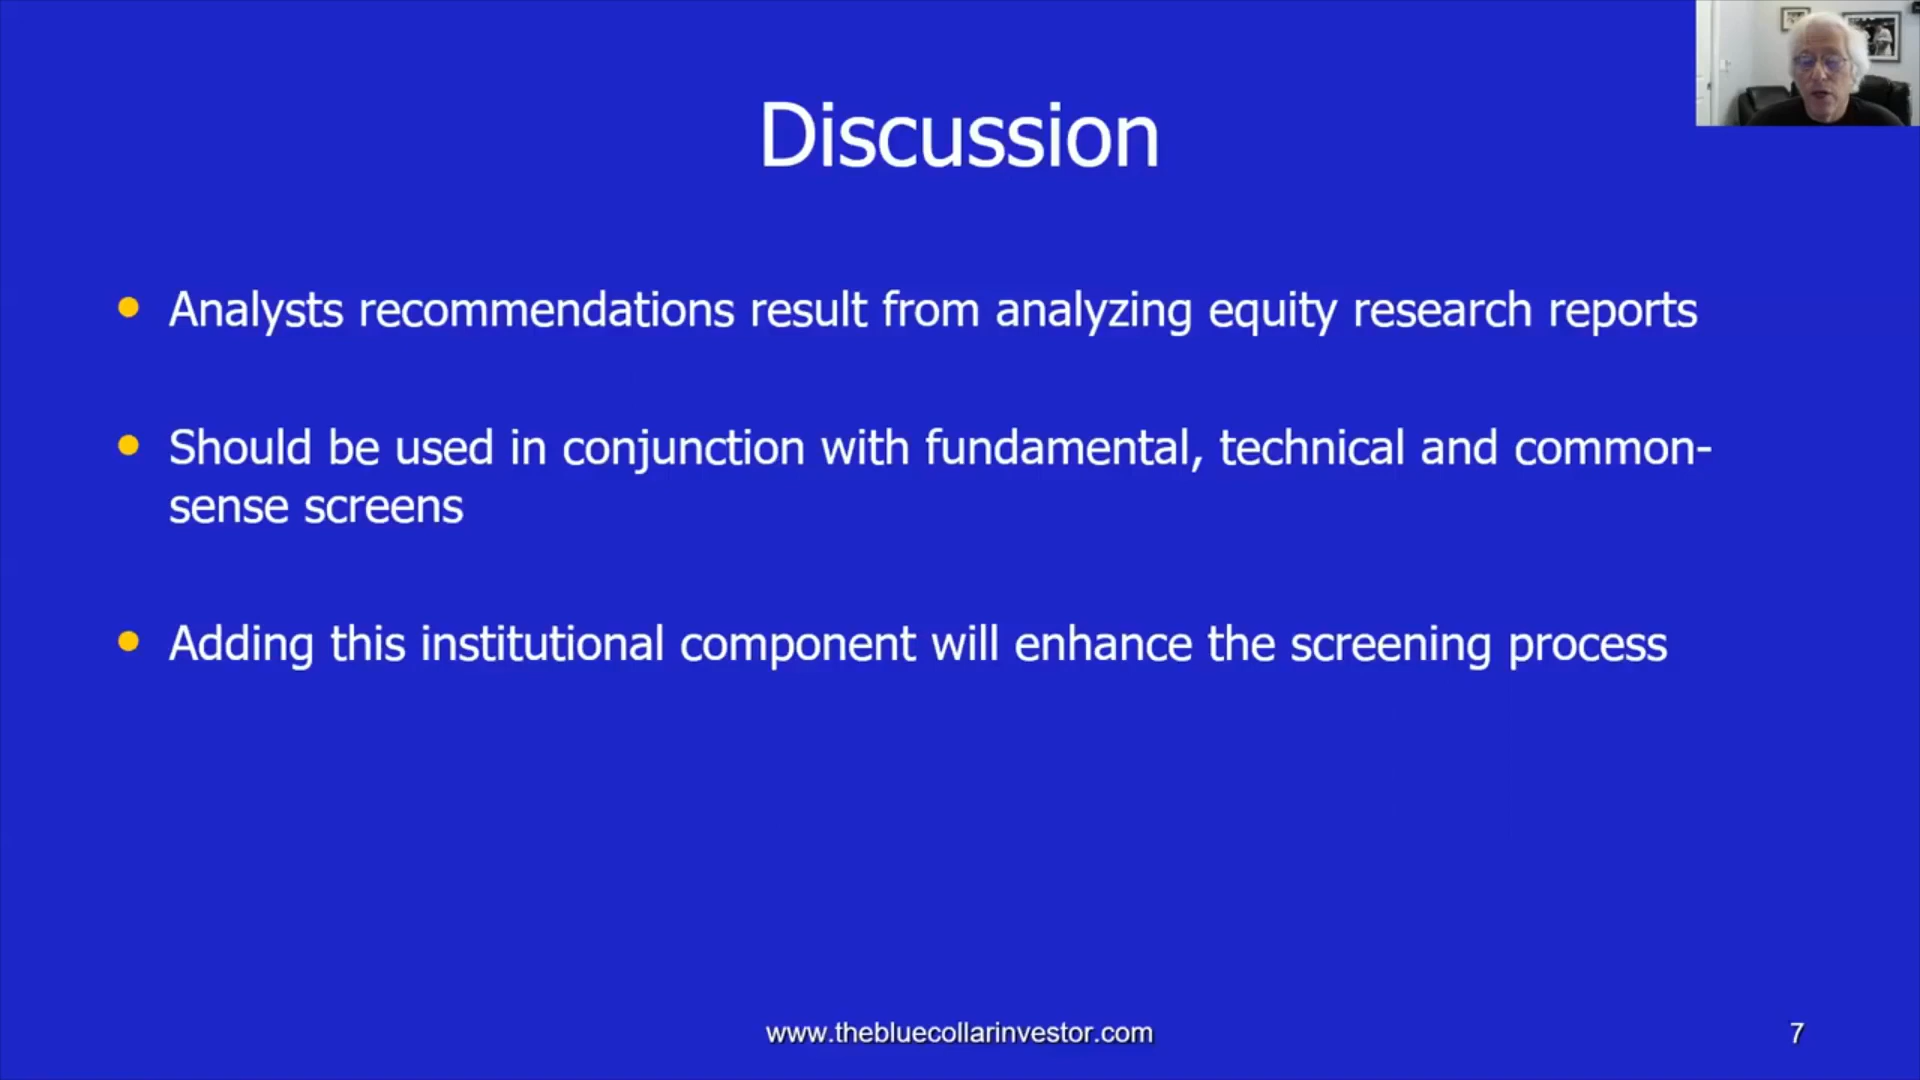 Discussion
Analysts recommendations result from analyzing equity research reports
Should be used in conjunction with fundamental, technical and common-
sense screens
Adding this institutional component will enhance the screening process
www.thebluecollarinvestor.com
7